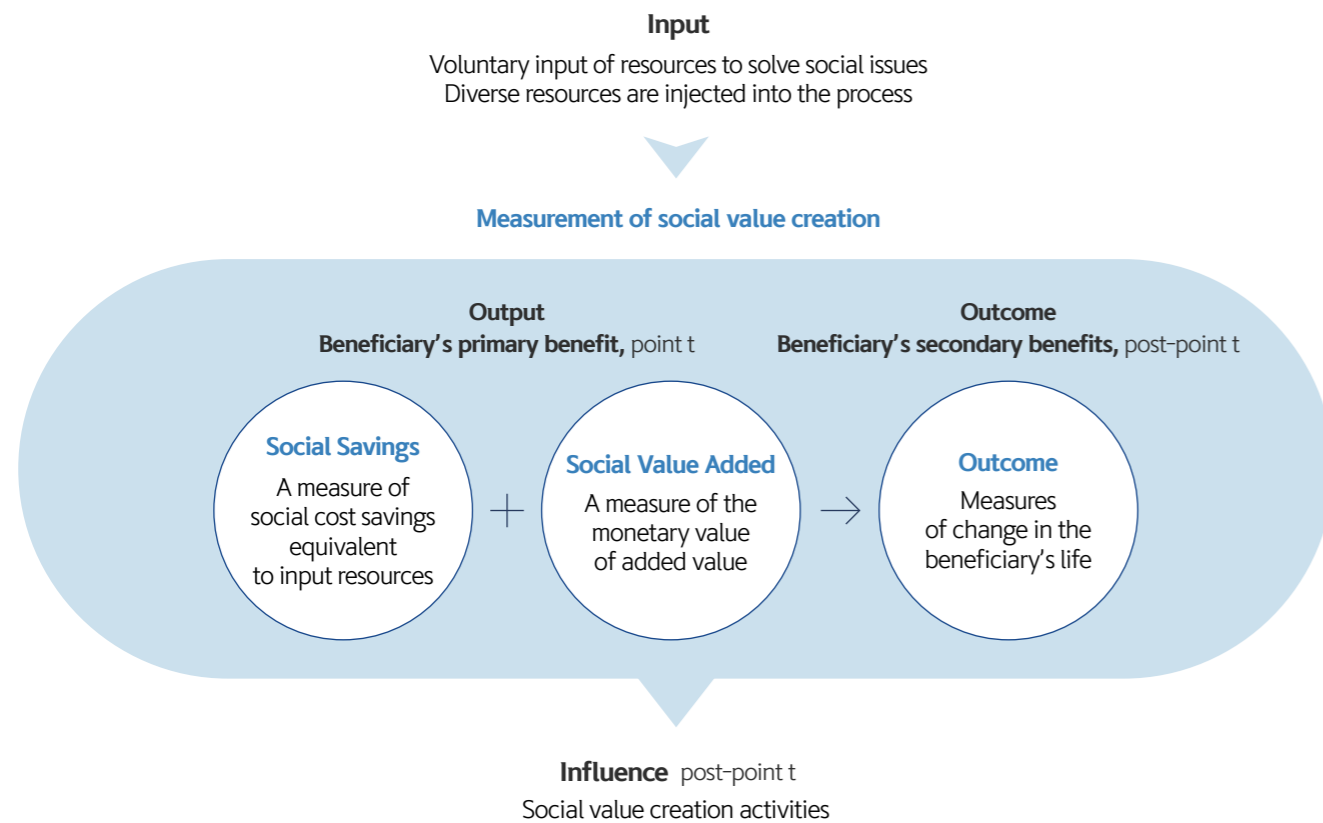 Input
Voluntary input of resources to solve social issues
Diverse resources are injected into the process
Measurement of social value creation
Output
Beneficiary's primary benefit, point t
Outcome
Beneficiary's secondary benefits, post-point t
Social Savings
A measure of
social cost savings
equivalent
to input resources
+
Social Value Added
A measure of the
monetary value
of added value
Outcome
Measures
of change in the
beneficiary's life
Influence post-point t
Social value creation activities